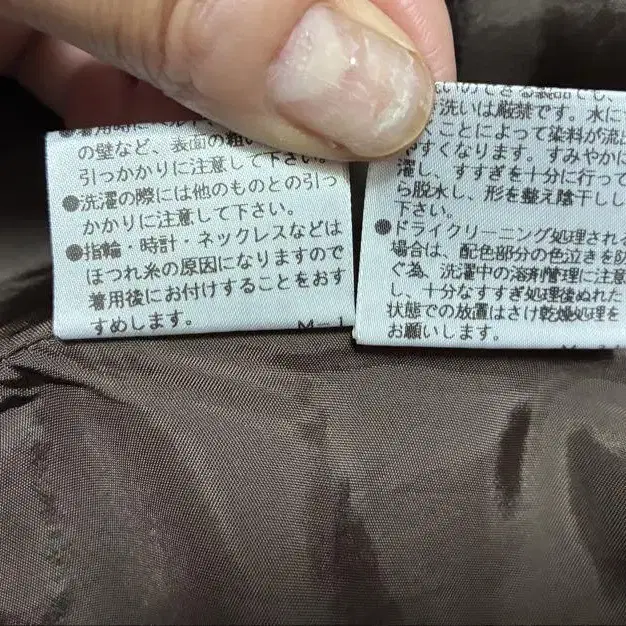 ●着用時に
の壁など、表面の粗い
引っかかりに注意して下さい。
●洗濯の際には他のものとの引っ
かかりに注意して下さい。
●指輪・時計・ネックレスなどは
ほつれ糸の原因になりますので
着用後にお付けすることをおす
すめします。
M-1
洗いは厳禁です。水に
ことによって染料が流出
やすくなります。すみやかに
濯し、すすぎを十分に行って
ら脱水し、形を整え陰干しし
下さい。
●ドライクリーニング処理される
場合は、配色部分の色泣きを防
ぐ為、洗濯中の溶剤管理に注意
し、十分なすすぎ処理後ぬれた
状態での放置はさけ乾燥処理を
お願いします。